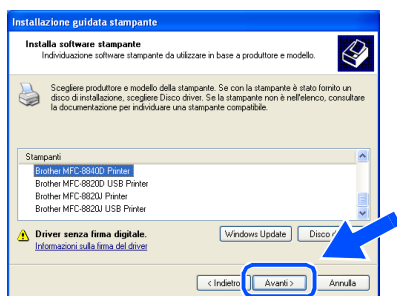 Installazione guidata stampante
Installa software stampante
Individuazione software stampante da utilizzare in base a produttore e modello.
Scegliere produttore e modello della stampante. Se con la stampante è stato fornito un
disco di installazione, scegliere Disco driver. Se la stampante non è nell'elenco, consultare
la documentazione per individuare una stampante compatibile.
Stampanti
Brother MFC-8840D Printer
Brother MFC-8820D USB Printer
Brother MFC-8820J Printer
Brother MFC-8820J USB Printer
Driver senza firma digitale.
Windows Update
Disco
Informazioni sulla firma del driver
< Indietro
Avanti >
Annulla